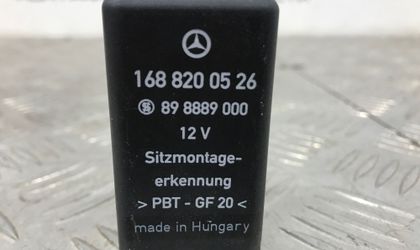 168 820 05 26
89 8889 000
12 V
Sitzmontage-
erkennung
> PBT - GF 20 <
made in Hungary